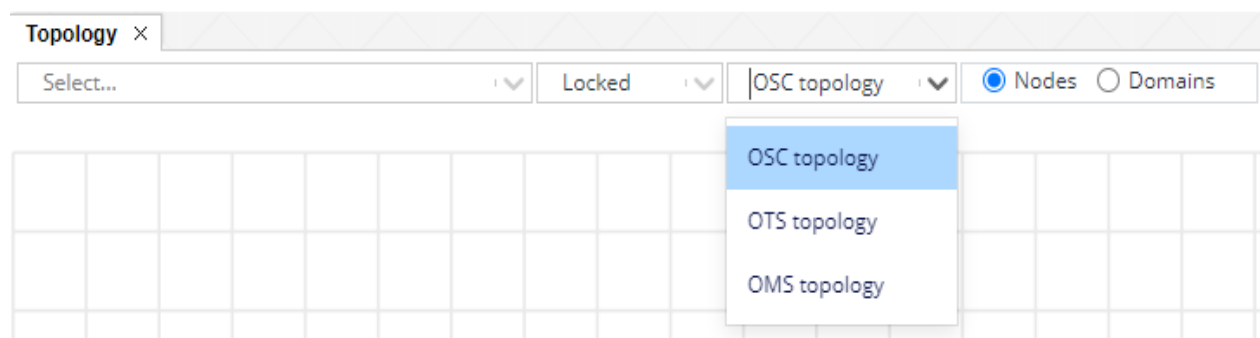 Topology ×
Select... Locked OSC topology Nodes Domains
OSC topology
OTS topology
OMS topology